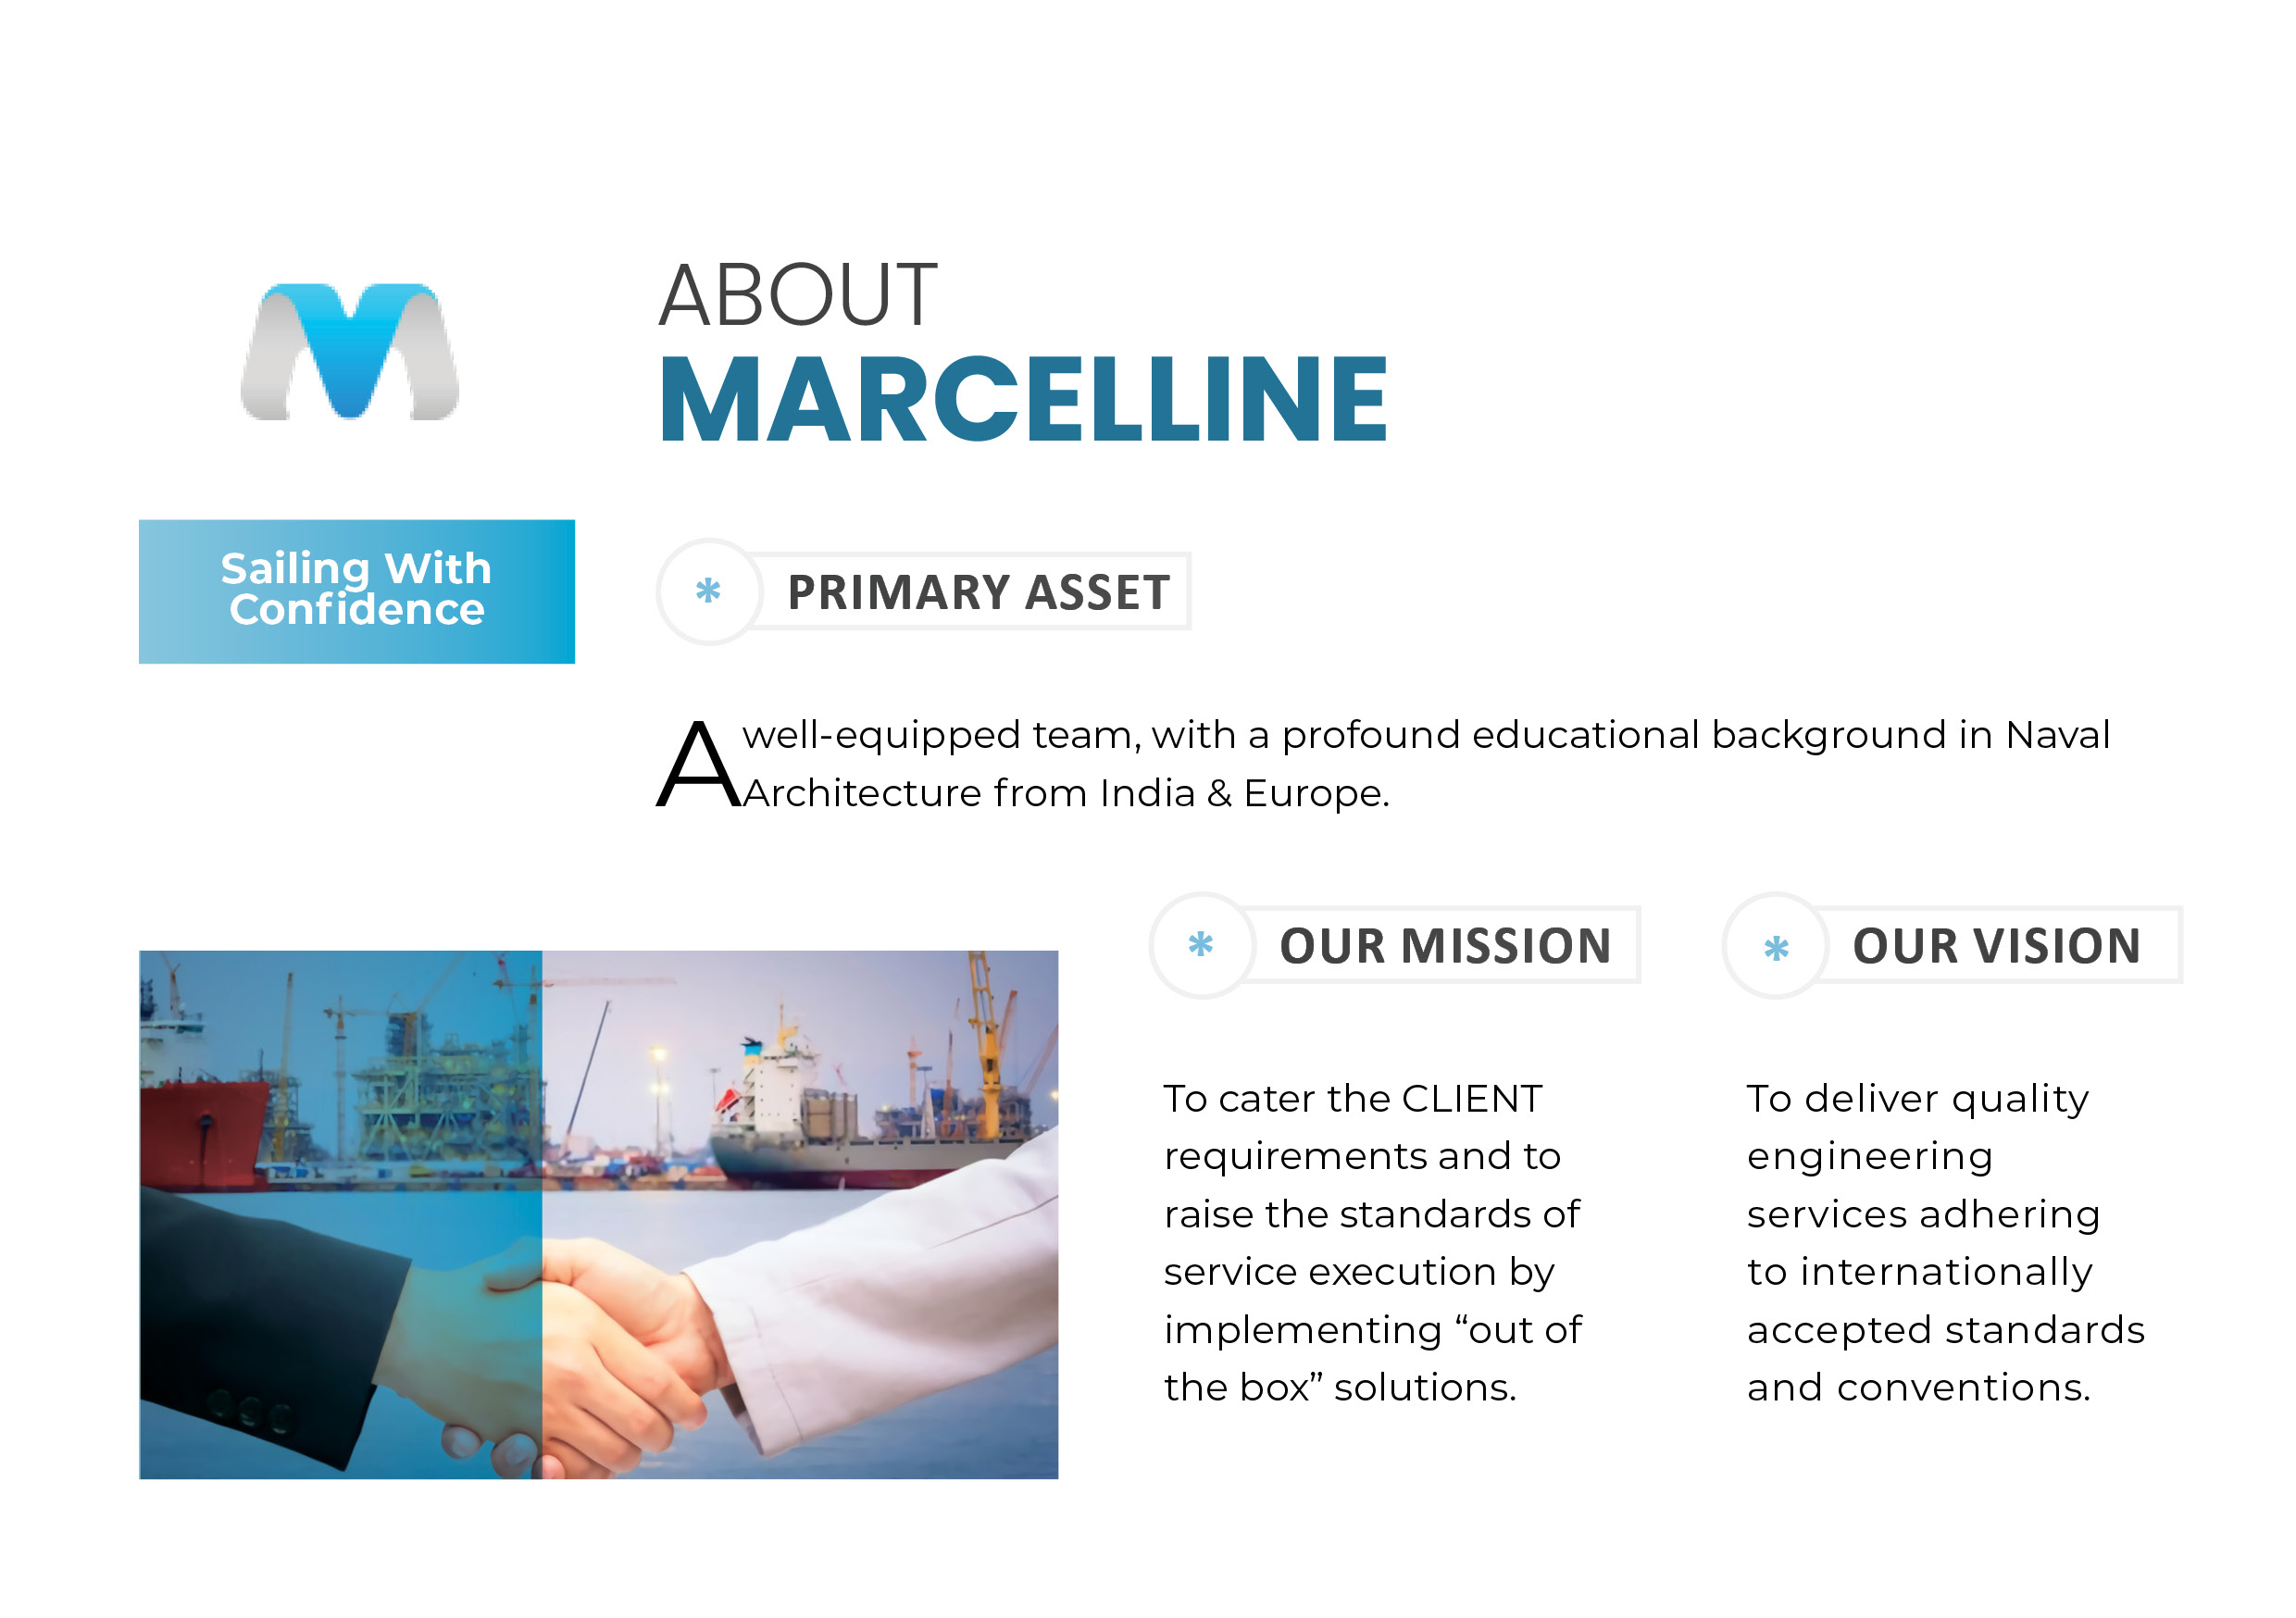 ABOUT
MARCELLINE
Sailing With
Confidence
* PRIMARY ASSET
A well-equipped team, with a profound educational background in Naval
Architecture from India & Europe.
* OUR MISSION
To cater the CLIENT
requirements and to
raise the standards of
service execution by
implementing “out of
the box” solutions.
* OUR VISION
To deliver quality
engineering
services adhering
to internationally
accepted standards
and conventions.